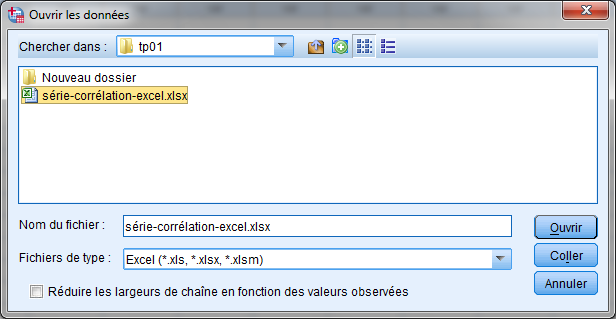 Ouvrir les données
Chercher dans : tp01
Nouveau dossier
série-corrélation-excel.xlsx
Nom du fichier : série-corrélation-excel.xlsx
Ouvrir
Fichiers de type : Excel (*.xls, *.xlsx, *.xlsm)
Coller
Annuler
Réduire les largeurs de chaîne en fonction des valeurs observées